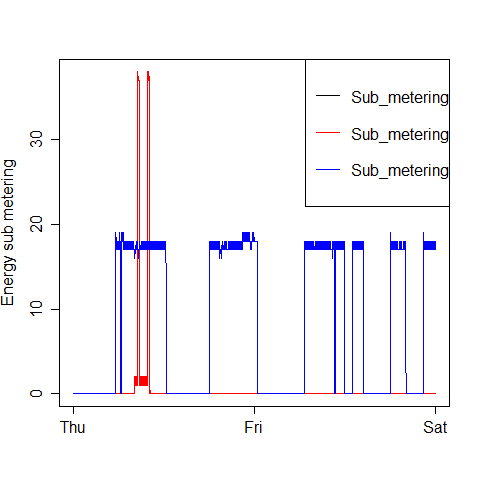 Sub_metering
Sub_metering
Sub_metering
Energy sub metering
30
20
10
0
Thu Fri Sat